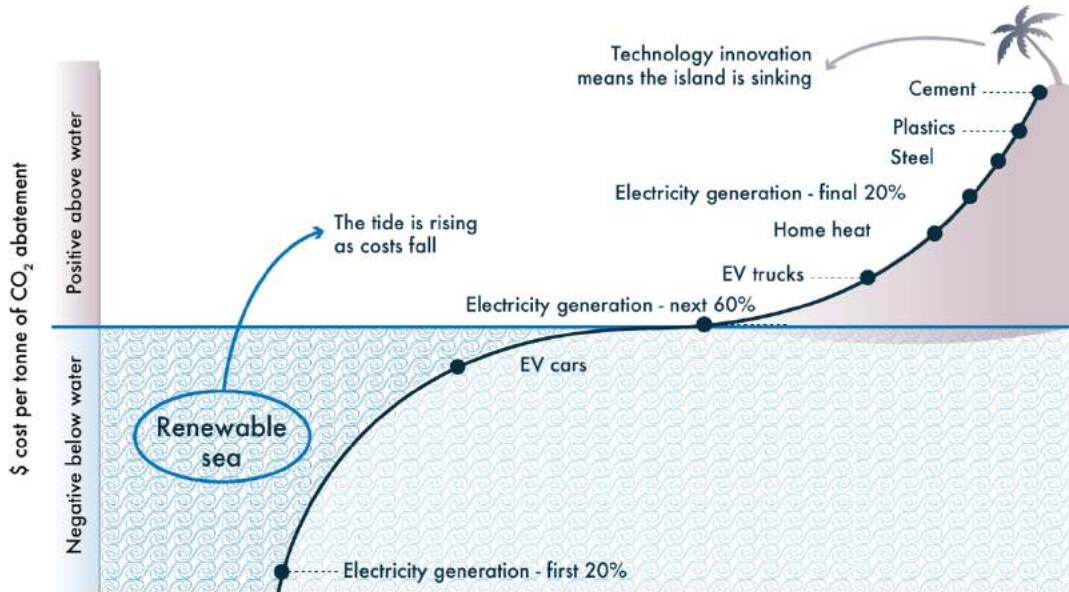 Technology innovation
means the island is sinking
Cement
Plastics
Steel
Electricity generation - final 20%
Home heat
EV trucks
Electricity generation - next 60%
EV cars
Electricity generation - first 20%
The tide is rising
as costs fall
Renewable
sea
$ cost per tonne of CO₂ abatement
Positive above water
Negative below water